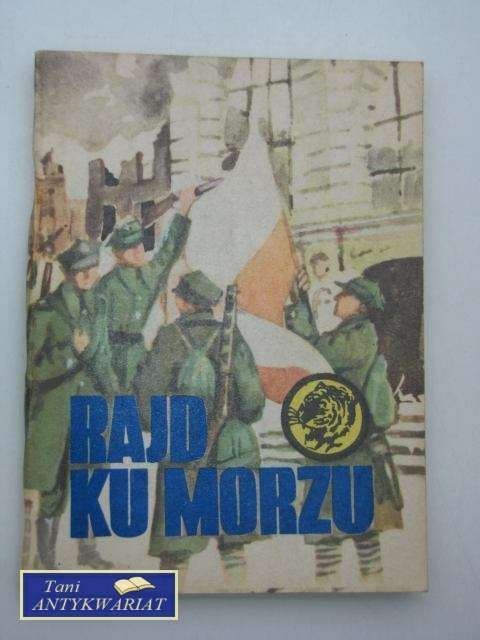 RAJD
KU MORZU
Tani
ANTYKWARIAT